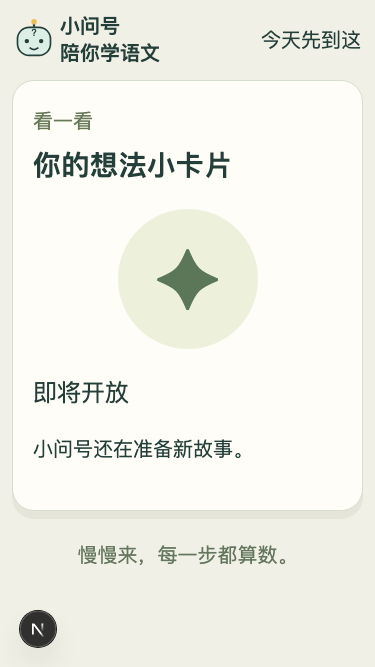 小问号
陪你学语文
今天先到这
看一看
你的想法小卡片
即将开放
小问号还在准备新故事。
慢慢来，每一步都算数。
N